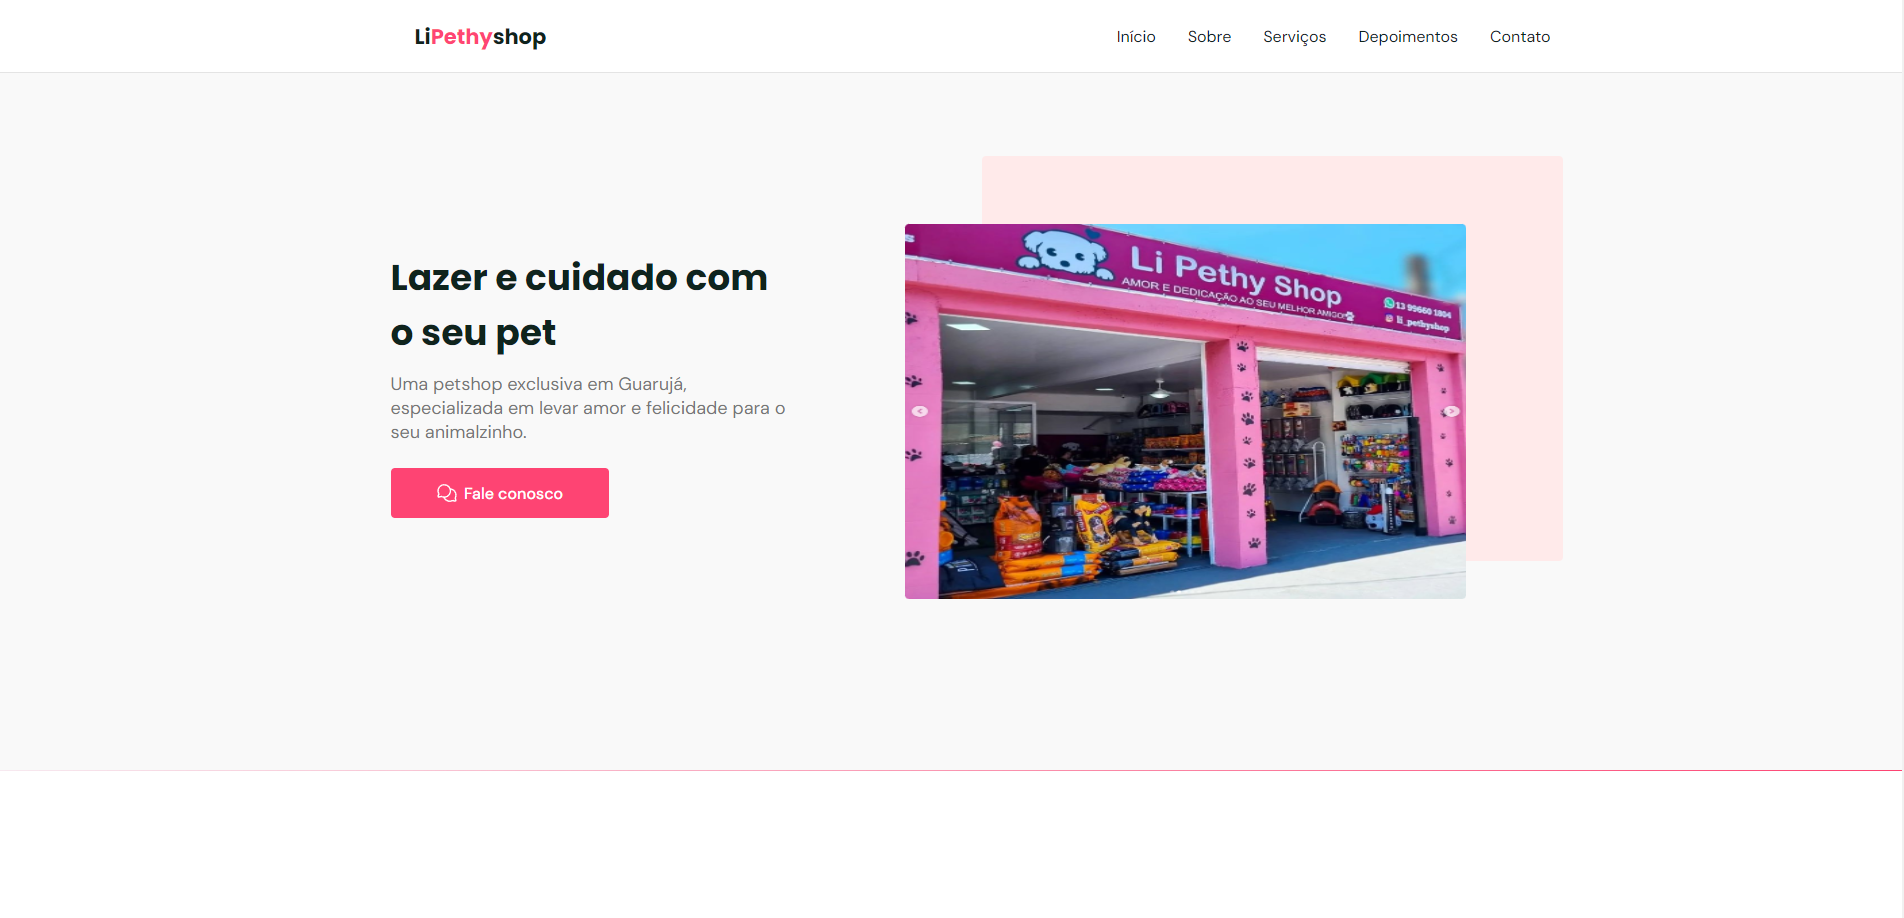 LiPethyshop
Início Sobre Serviços Depoimentos Contato
Lazer e cuidado com
o seu pet
Uma petshop exclusiva em Guarujá,
especializada em levar amor e felicidade para o
seu animalzinho.
Fale conosco
Li Pethy Shop
AMOR E DEDICAÇÃO AO SEU MELHOR AMIGO!
13 99660 1804
li_pethyshop